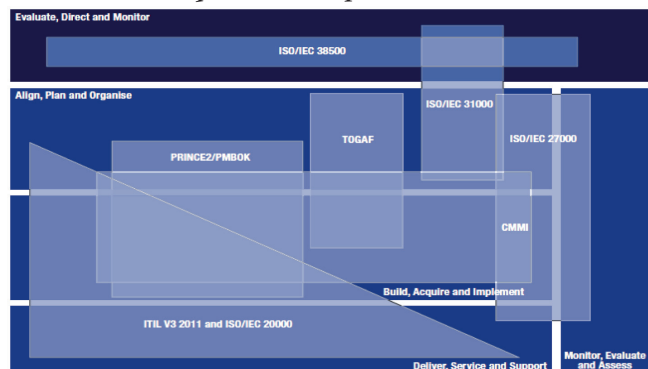 Evaluate, Direct and Monitor
ISO/IEC 38500
Align, Plan and Organise
ISO/IEC 31000
PRINCE2/PMBOK
TOGAF
ISO/IEC 27000
CMMI
Build, Acquire and Implement
ITIL V3 2011 and ISO/IEC 20000
Deliver, Service and Support
Monitor, Evaluate
and Assess